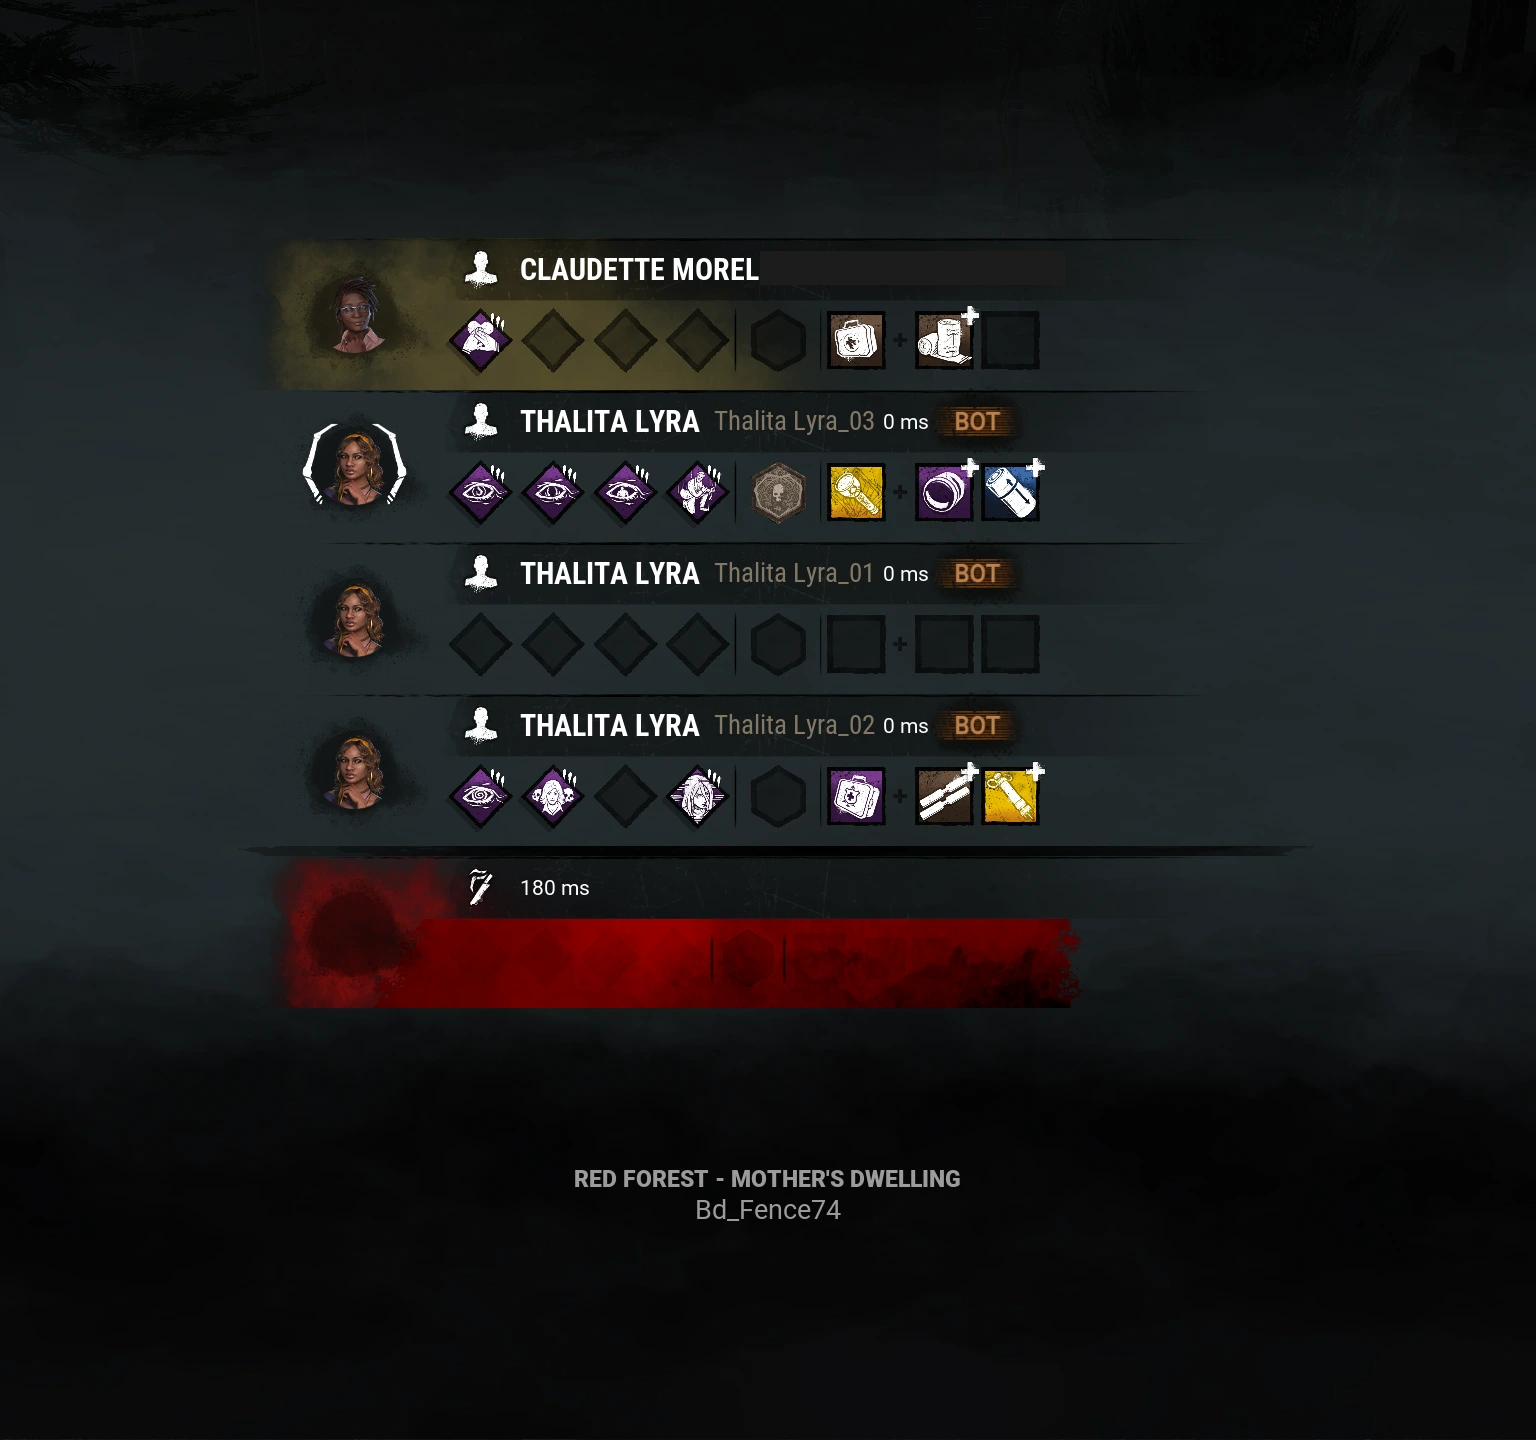 CLAUDETTE MOREL
THALITA LYRA Thalita Lyra_03 0 ms BOT
THALITA LYRA Thalita Lyra_01 0 ms BOT
THALITA LYRA Thalita Lyra_02 0 ms BOT
180 ms
RED FOREST - MOTHER'S DWELLING
Bd_Fence74